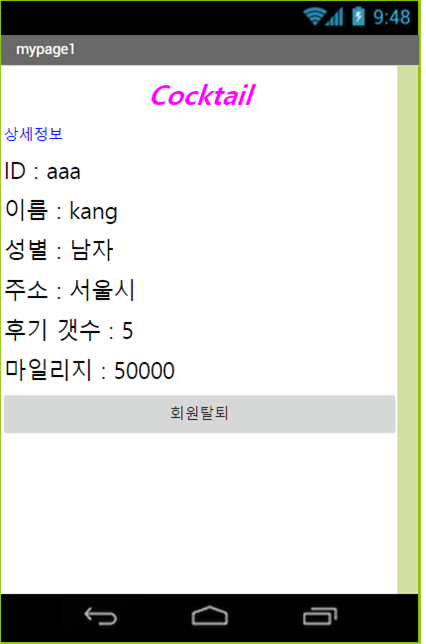 9:48
mypage1
Cocktail
상세정보
ID : aaa
이름 : kang
성별 : 남자
주소 : 서울시
후기 갯수 : 5
마일리지 : 50000
회원탈퇴